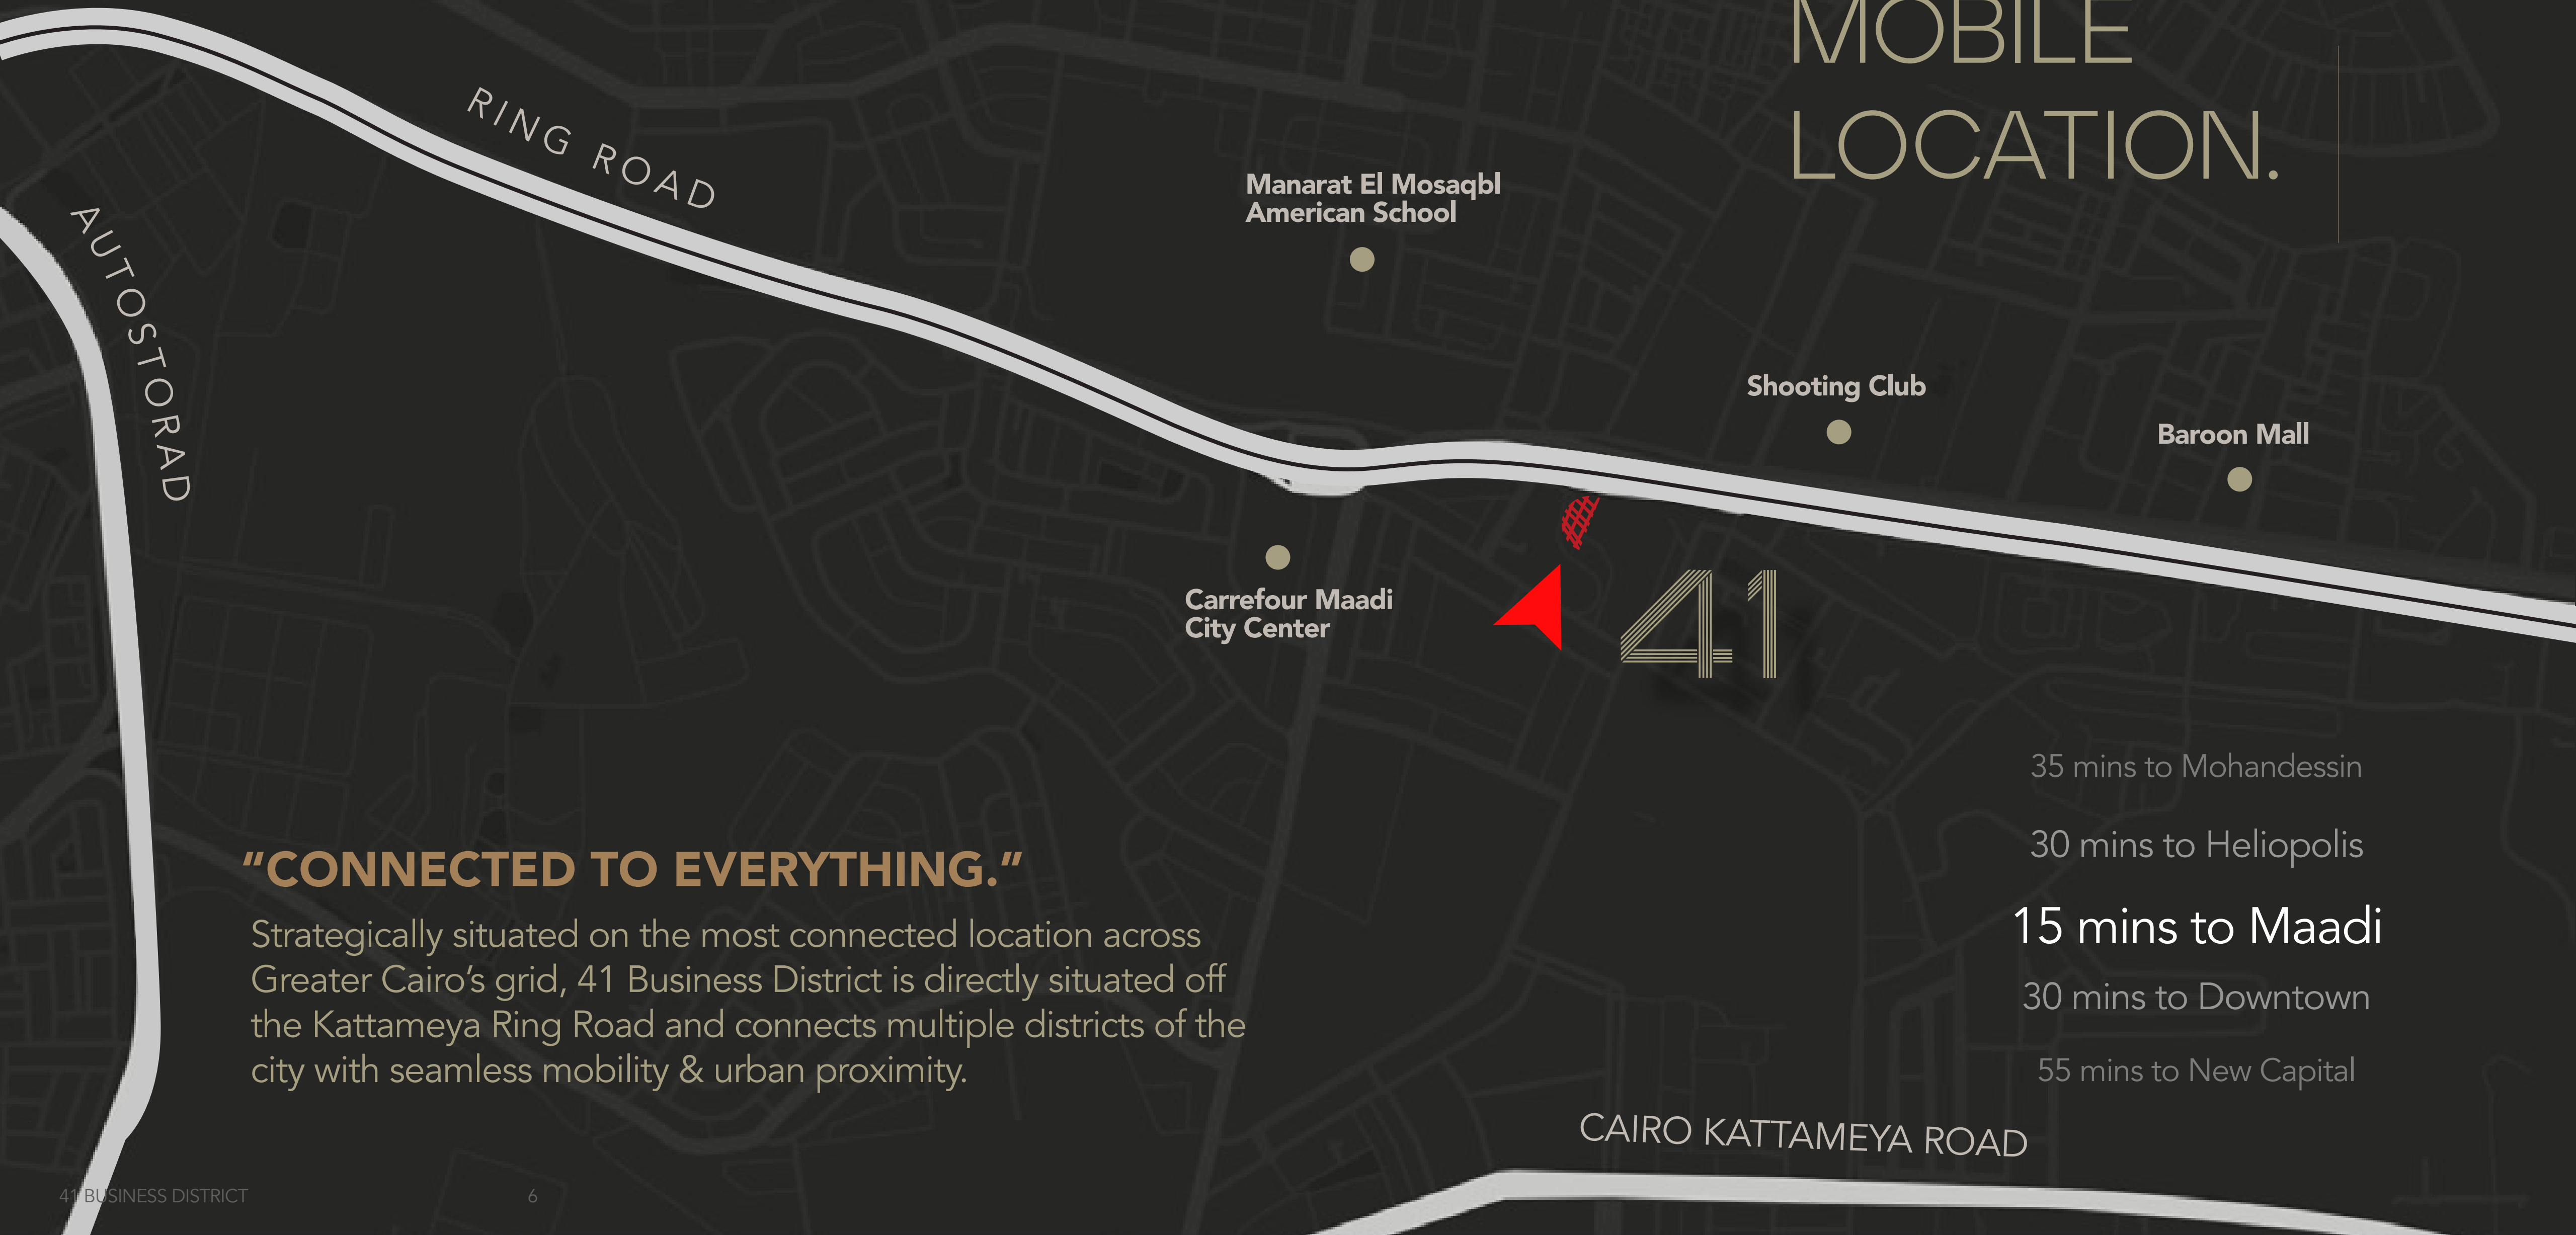 MOBILE
LOCATION.
RING ROAD
AUTOSTORAD
Manarat El Mosaqbl
American School
Shooting Club
Baroon Mall
Carrefour Maadi
City Center
41
35 mins to Mohandessin
30 mins to Heliopolis
15 mins to Maadi
30 mins to Downtown
55 mins to New Capital
“CONNECTED TO EVERYTHING.”
Strategically situated on the most connected location across
Greater Cairo’s grid, 41 Business District is directly situated off
the Kattameya Ring Road and connects multiple districts of the
city with seamless mobility & urban proximity.
CAIRO KATTAMEYA ROAD
41 BUSINESS DISTRICT
6